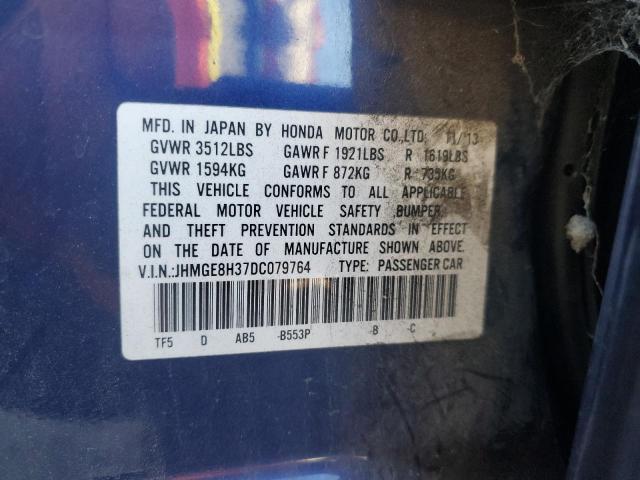 MFD. IN JAPAN BY HONDA MOTOR CO.,LTD. 11/13
GVWR 3512LBS GAWR F 1921LBS R 1619LBS
GVWR 1594KG GAWR F 872KG R 735KG
THIS VEHICLE CONFORMS TO ALL APPLICABLE
FEDERAL MOTOR VEHICLE SAFETY BUMPER
AND THEFT PREVENTION STANDARDS IN EFFECT
ON THE DATE OF MANUFACTURE SHOWN ABOVE.
V.I.N.:JHMGE8H37DC079764 TYPE: PASSENGER CAR
TF5 D AB5 -B553P -B -C